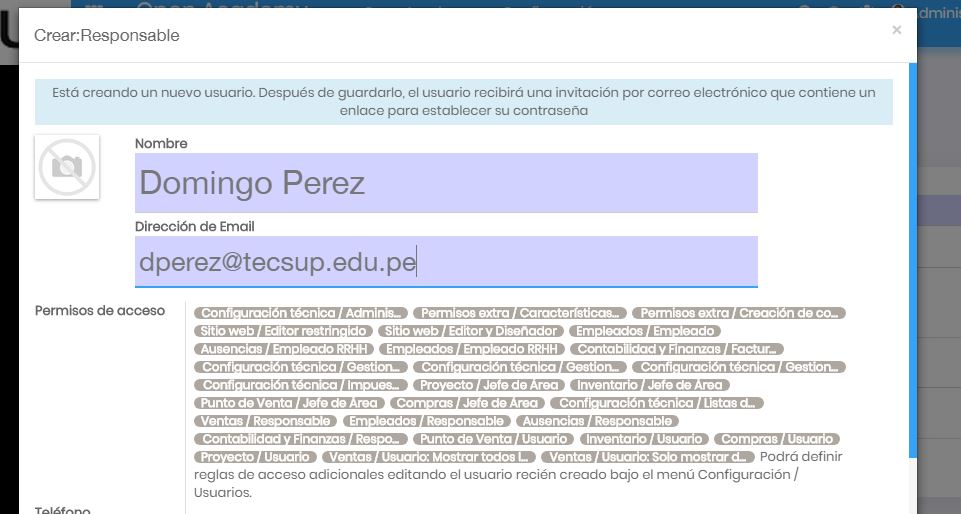 Open Academy
Crear:Responsable
×
Está creando un nuevo usuario. Después de guardarlo, el usuario recibirá una invitación por correo electrónico que contiene un
enlace para establecer su contraseña
Nombre
Domingo Perez
Dirección de Email
dperez@tecsup.edu.pe
Permisos de acceso
Configuración técnica / Adminis... Permisos extra / Características... Permisos extra / Creación de co...
Sitio web / Editor restringido Sitio web / Editor y Diseñador Empleados / Empleado
Ausencias / Empleado RRHH Empleados / Empleado RRHH Contabilidad y Finanzas / Factur...
Configuración técnica / Gestion... Configuración técnica / Gestion... Configuración técnica / Gestion...
Configuración técnica / Impues... Proyecto / Jefe de Área Inventario / Jefe de Área
Punto de Venta / Jefe de Área Compras / Jefe de Área Configuración técnica / Listas d...
Ventas / Responsable Empleados / Responsable Ausencias / Responsable
Contabilidad y Finanzas / Respo... Punto de Venta / Usuario Inventario / Usuario Compras / Usuario
Proyecto / Usuario Ventas / Usuario: Mostrar todos l... Ventas / Usuario: Solo mostrar d... Podrá definir
reglas de acceso adicionales editando el usuario recién creado bajo el menú Configuración /
Usuarios.
Teléfono